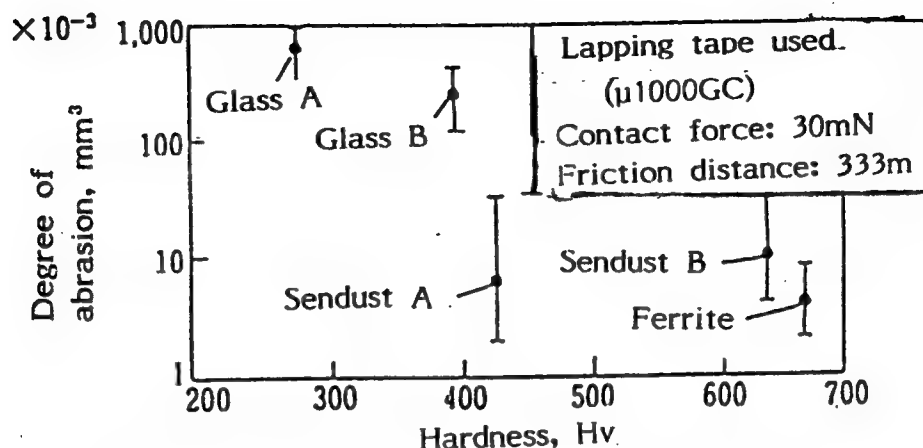 ×10⁻³
1,000
100
10
1
Degree of
abrasion, mm³
Glass A
Glass B
Sendust A
Sendust B
Ferrite
Lapping tape used.
(µ1000GC)
Contact force: 30mN
Friction distance: 333m
200 300 400 500 600 700
Hardness, Hv